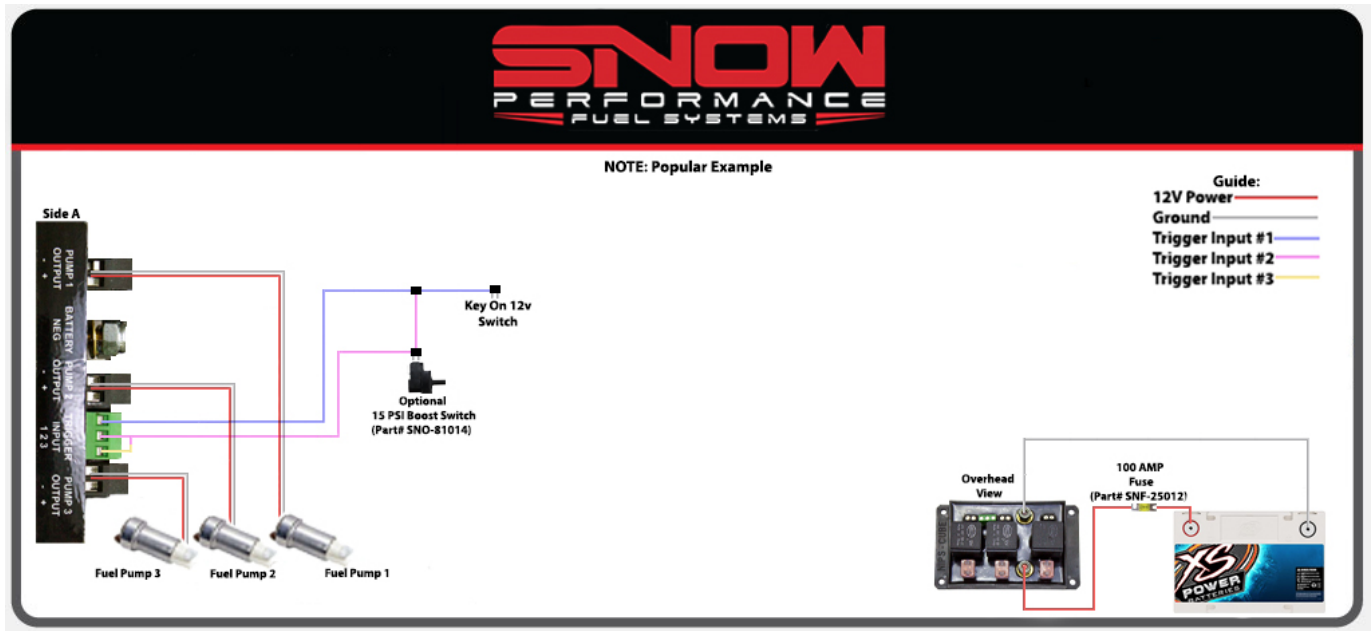 SNOW
PERFORMANCE
FUEL SYSTEMS
NOTE: Popular Example
Guide:
12V Power
Ground
Trigger Input #1
Trigger Input #2
Trigger Input #3
Side A
PUMP 1
OUTPUT
- +
BATTERY
NEG
PUMP 2
OUTPUT
- +
TRIGGER
INPUT
1 2 3
PUMP 3
OUTPUT
- +
Key On 12v
Switch
Optional
15 PSI Boost Switch
(Part# SNO-81014)
Fuel Pump 3
Fuel Pump 2
Fuel Pump 1
Overhead
View
100 AMP
Fuse
(Part# SNF-25012)
XS
POWER
BATTERIES